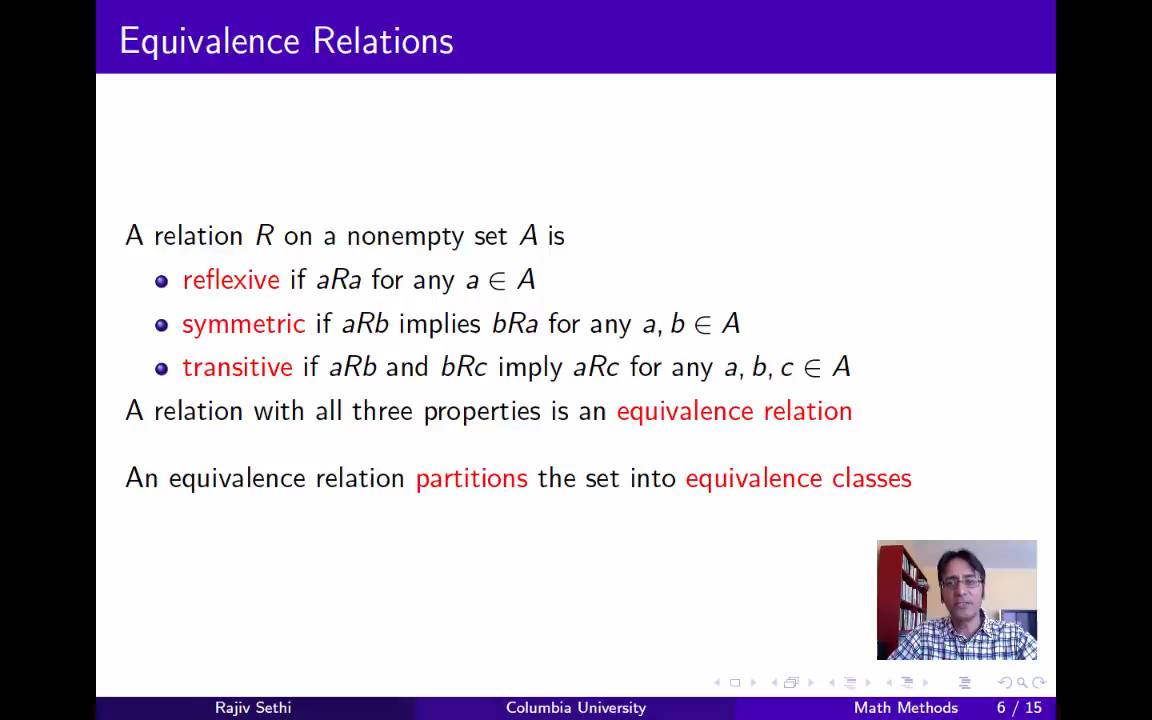 Equivalence Relations
A relation R on a nonempty set A is
reflexive if aRa for any a ∈ A
symmetric if aRb implies bRa for any a, b ∈ A
transitive if aRb and bRc imply aRc for any a, b, c ∈ A
A relation with all three properties is an equivalence relation
An equivalence relation partitions the set into equivalence classes
Rajiv Sethi Columbia University Math Methods 6 / 15